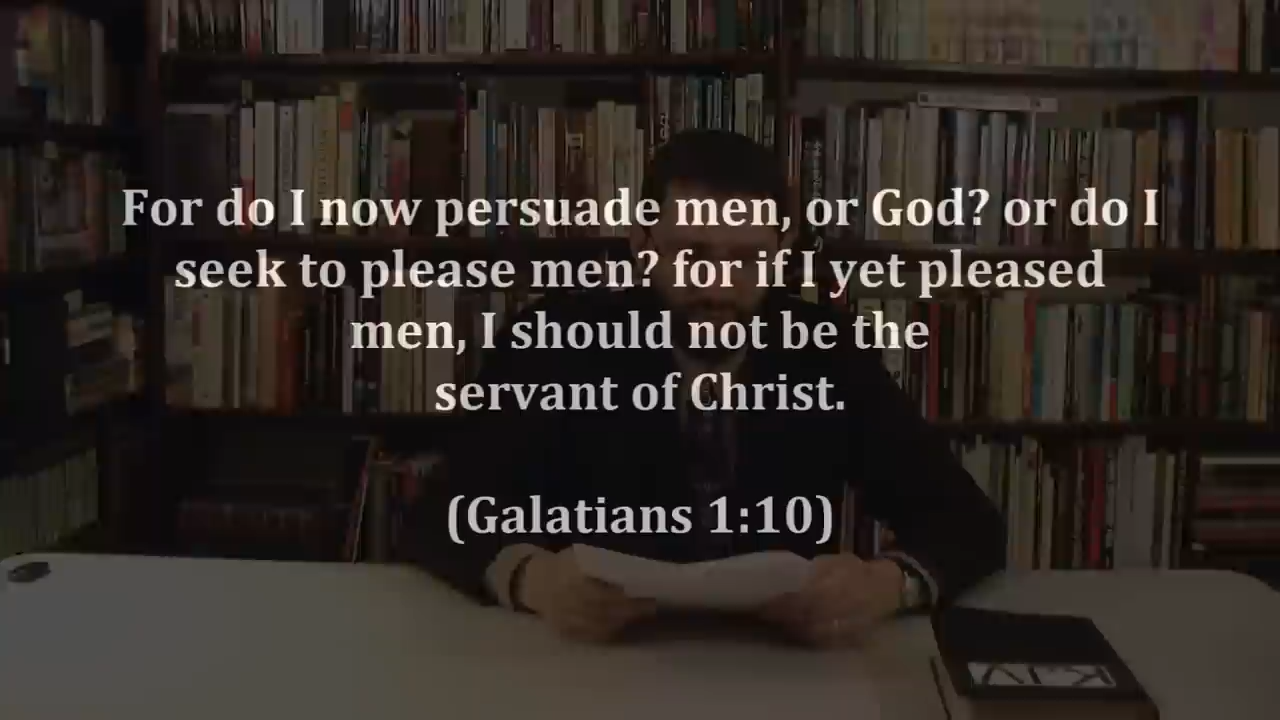 For do I now persuade men, or God? or do I
seek to please men? for if I yet pleased
men, I should not be the
servant of Christ.
(Galatians 1:10)